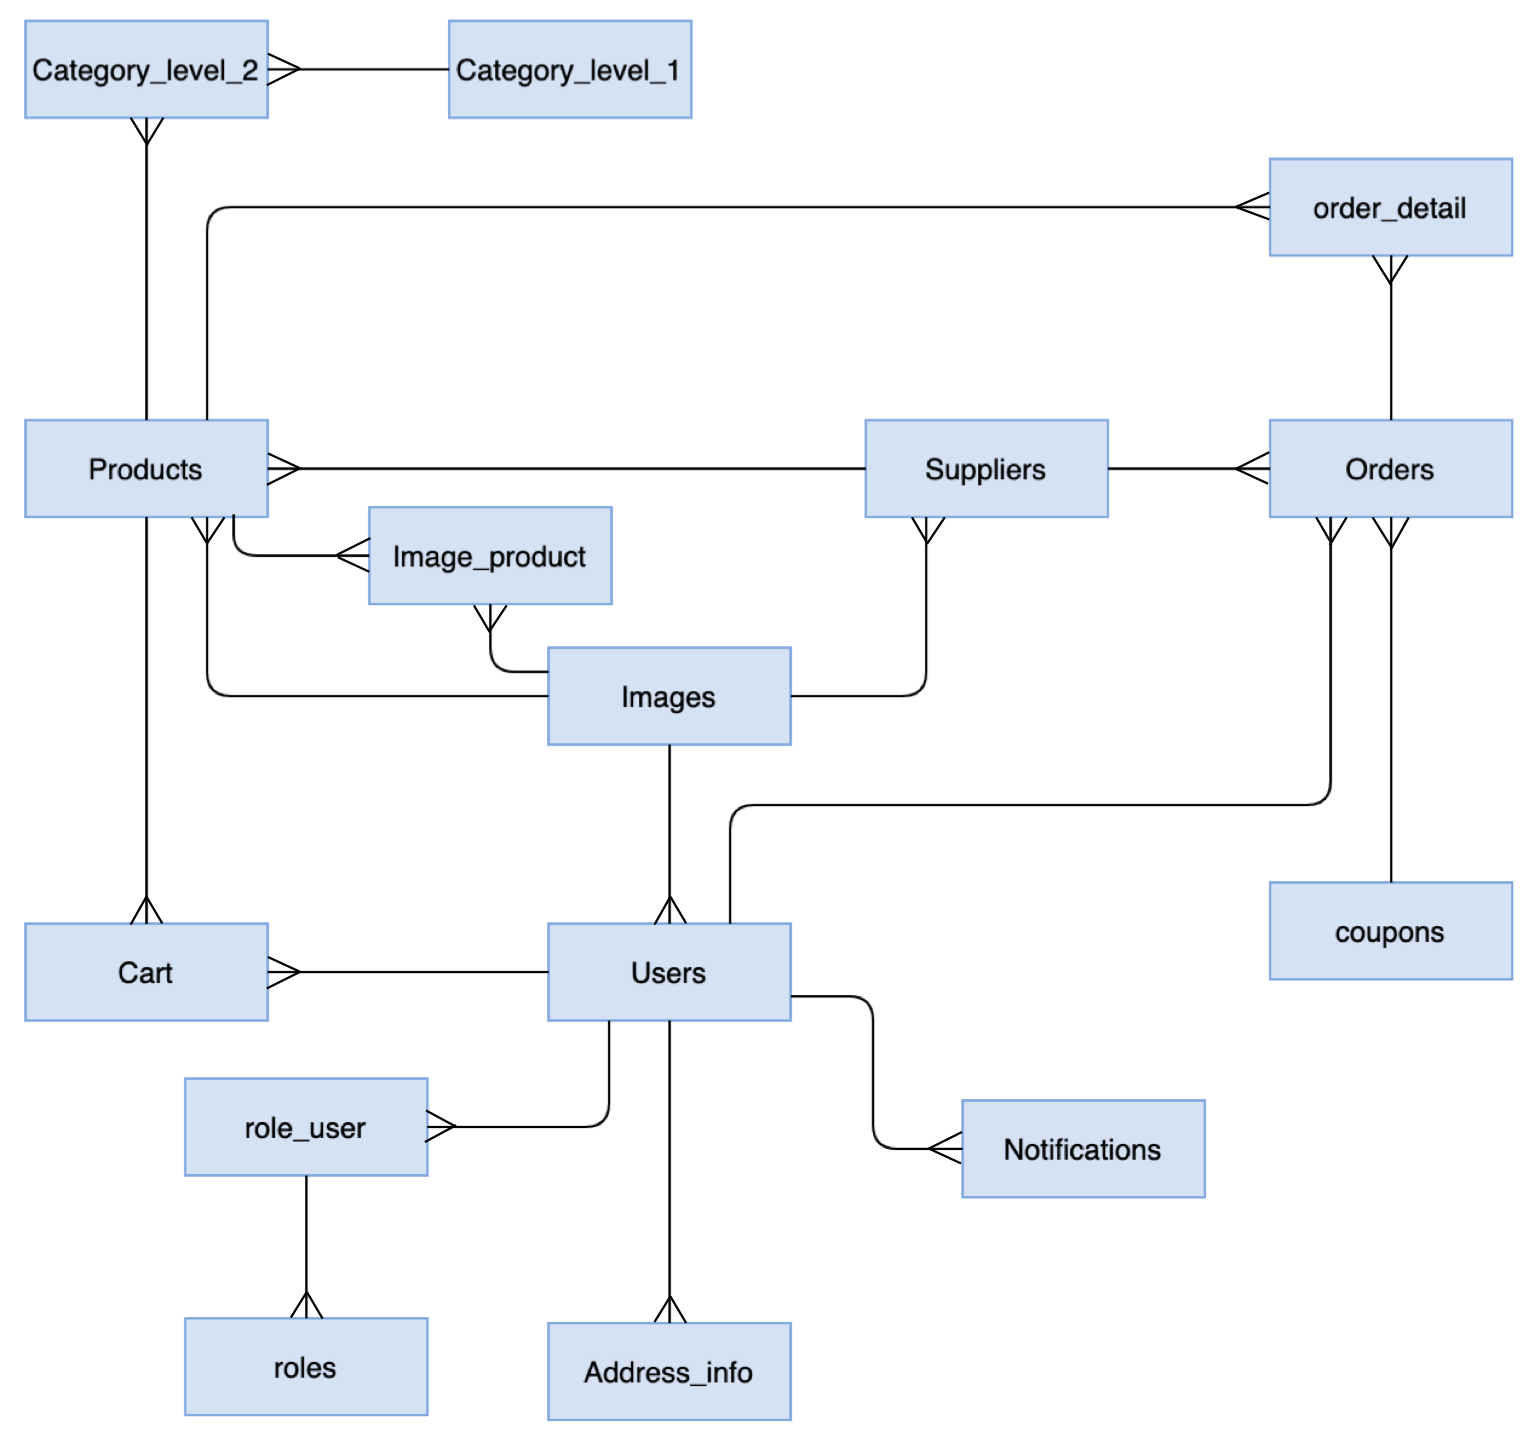 Category_level_2
Category_level_1
order_detail
Products
Suppliers
Orders
Image_product
Images
Cart
Users
coupons
role_user
Notifications
roles
Address_info